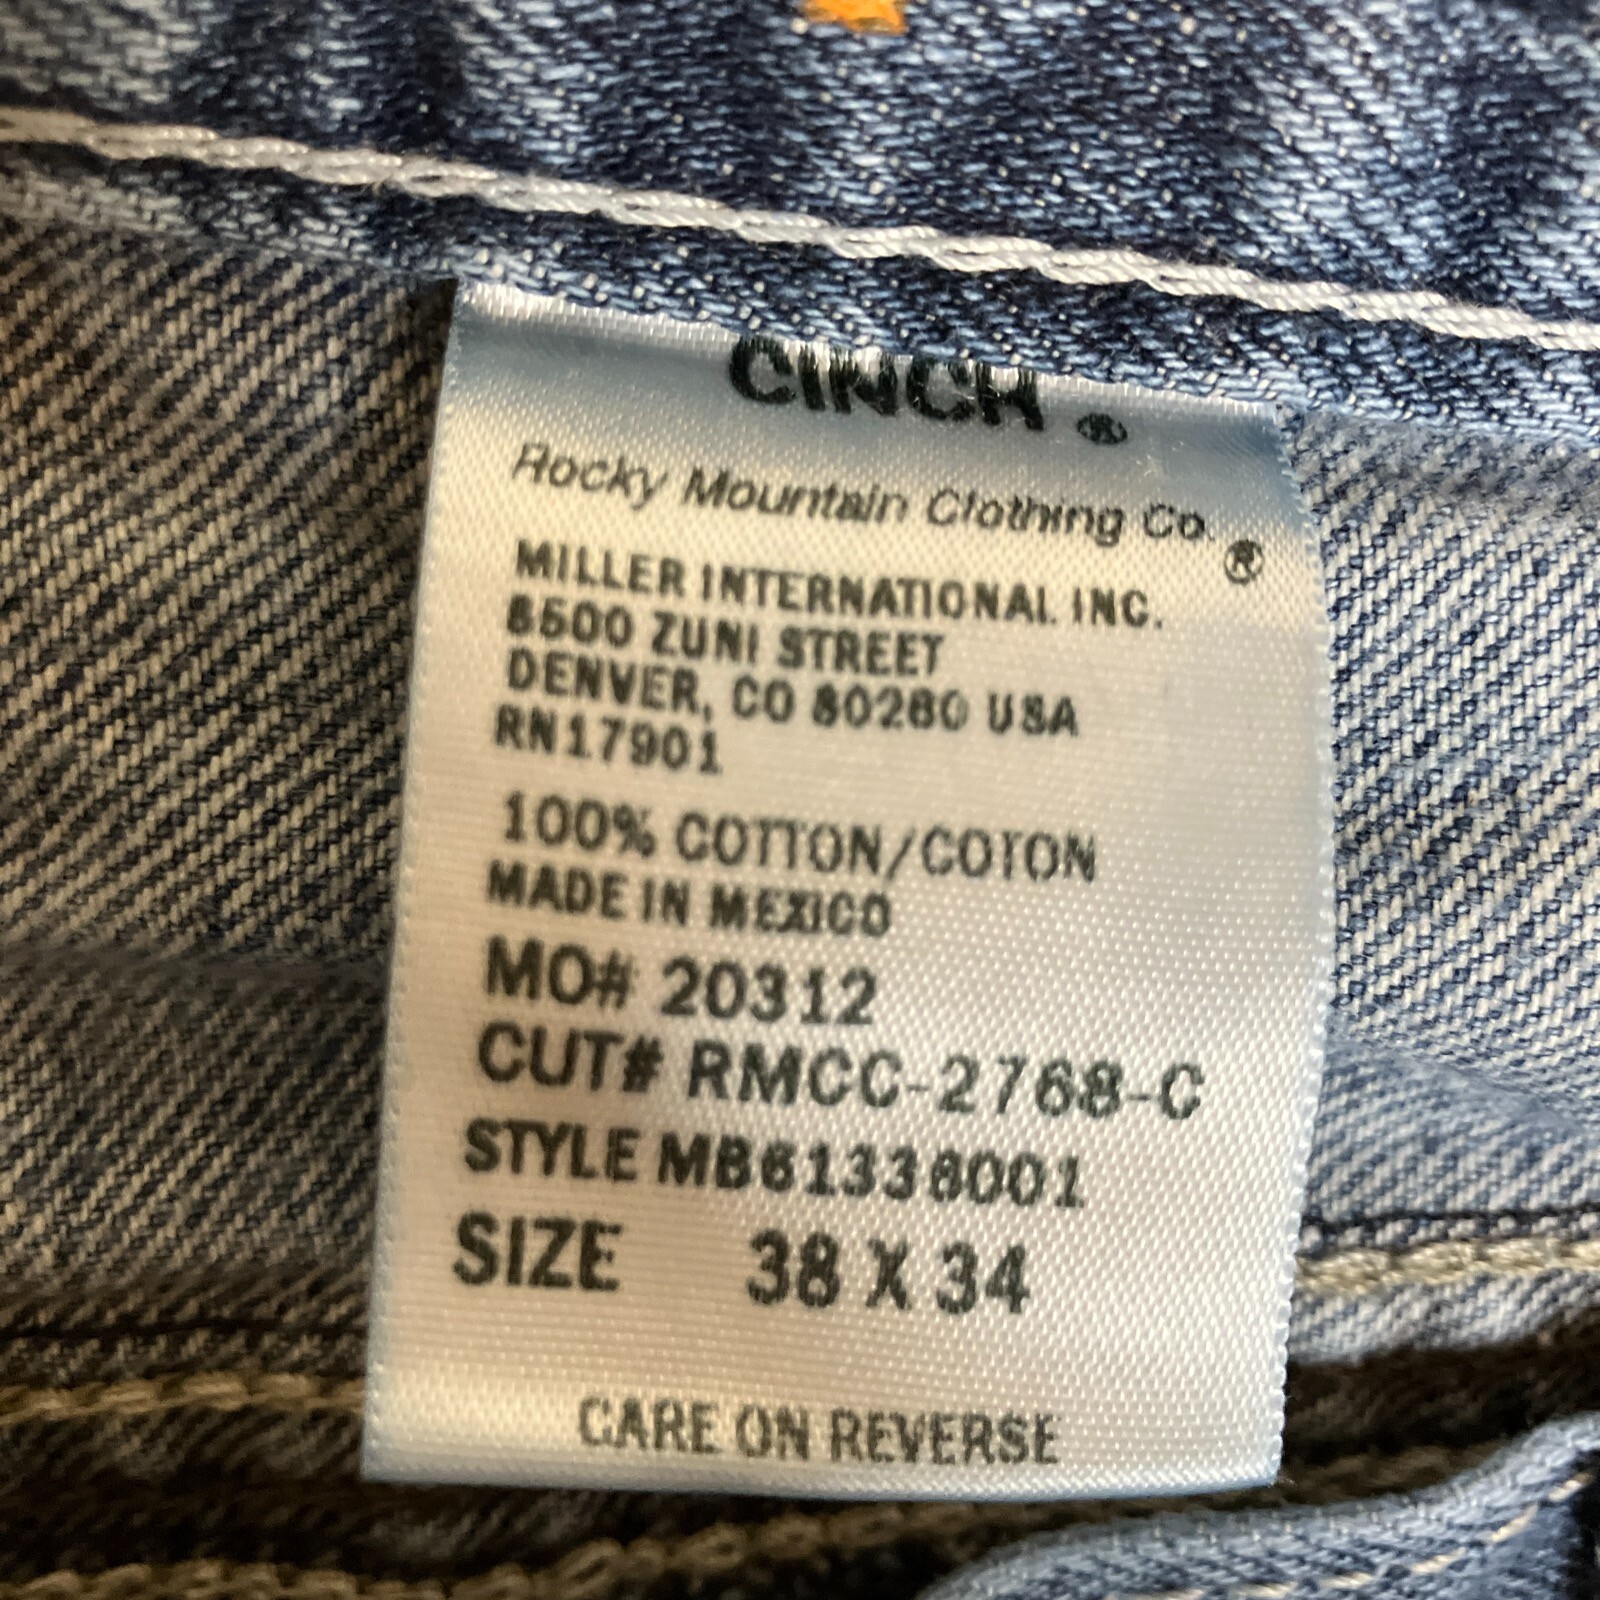 CINCH ®
Rocky Mountain Clothing Co. ®
MILLER INTERNATIONAL INC.
8500 ZUNI STREET
DENVER, CO 80260 USA
RN17901
100% COTTON/COTON
MADE IN MEXICO
MO# 20312
CUT# RMCC-2768-C
STYLE MB61336001
SIZE 38 X 34
CARE ON REVERSE